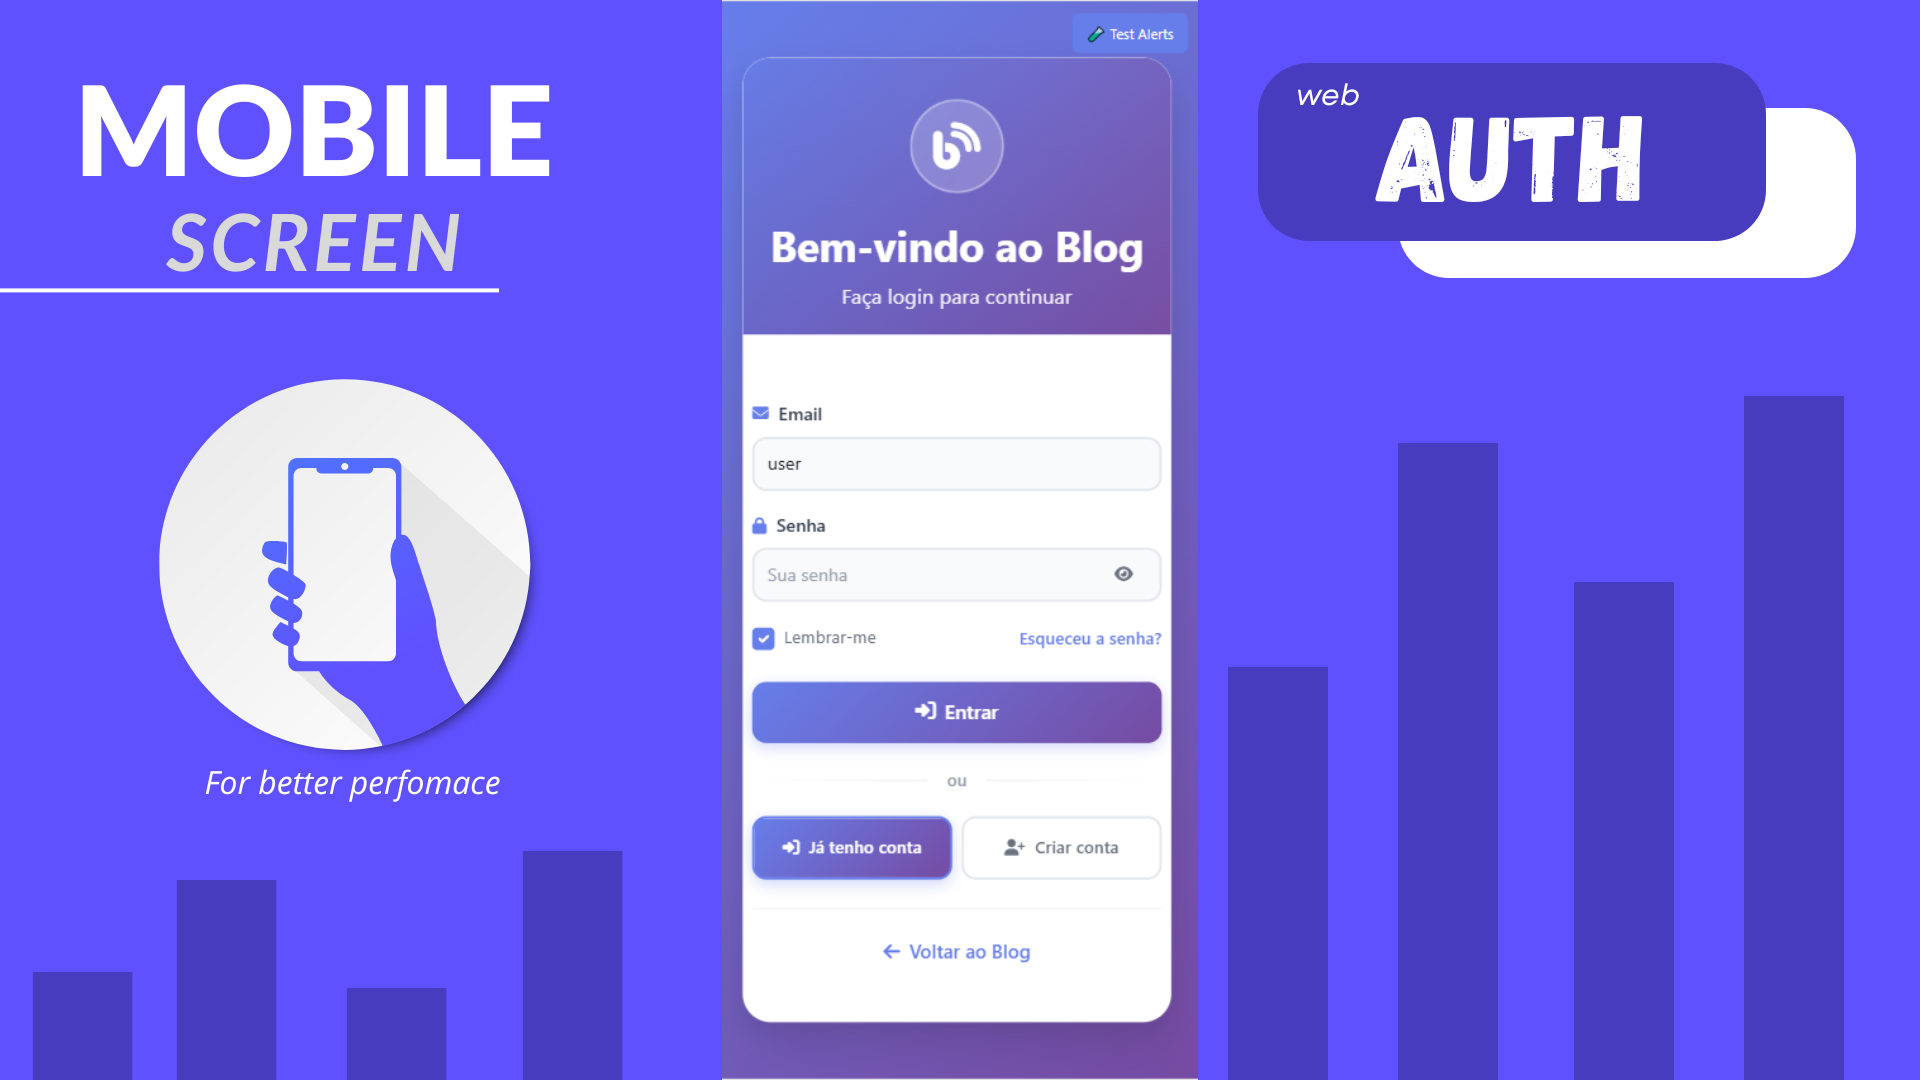 MOBILE
SCREEN
For better perfomace
Test Alerts
Bem-vindo ao Blog
Faça login para continuar
Email
user
Senha
Sua senha
Lembrar-me
Esqueceu a senha?
Entrar
ou
Já tenho conta
Criar conta
Voltar ao Blog
web
AUTH